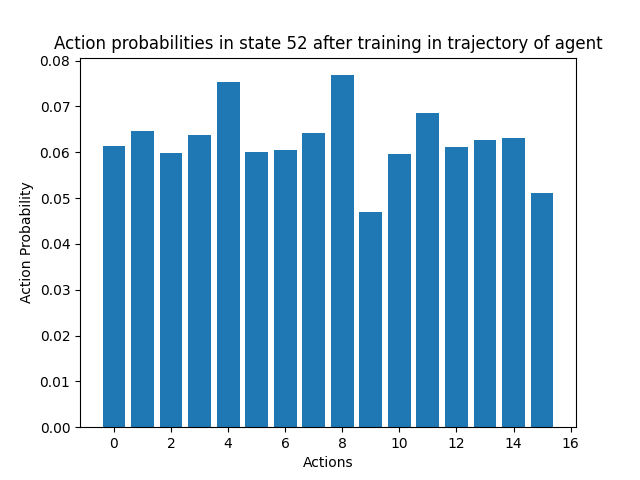 Action probabilities in state 52 after training in trajectory of agent
0.08
0.07
0.06
0.05
0.04
0.03
0.02
0.01
0.00
Action Probability
0 2 4 6 8 10 12 14 16
Actions